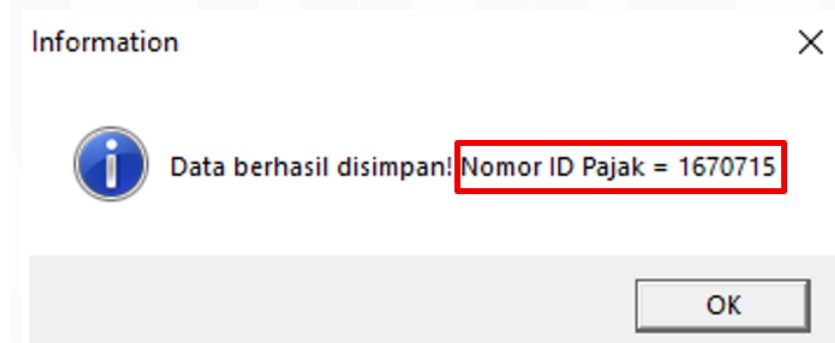 Information
Data berhasil disimpan! Nomor ID Pajak = 1670715
OK